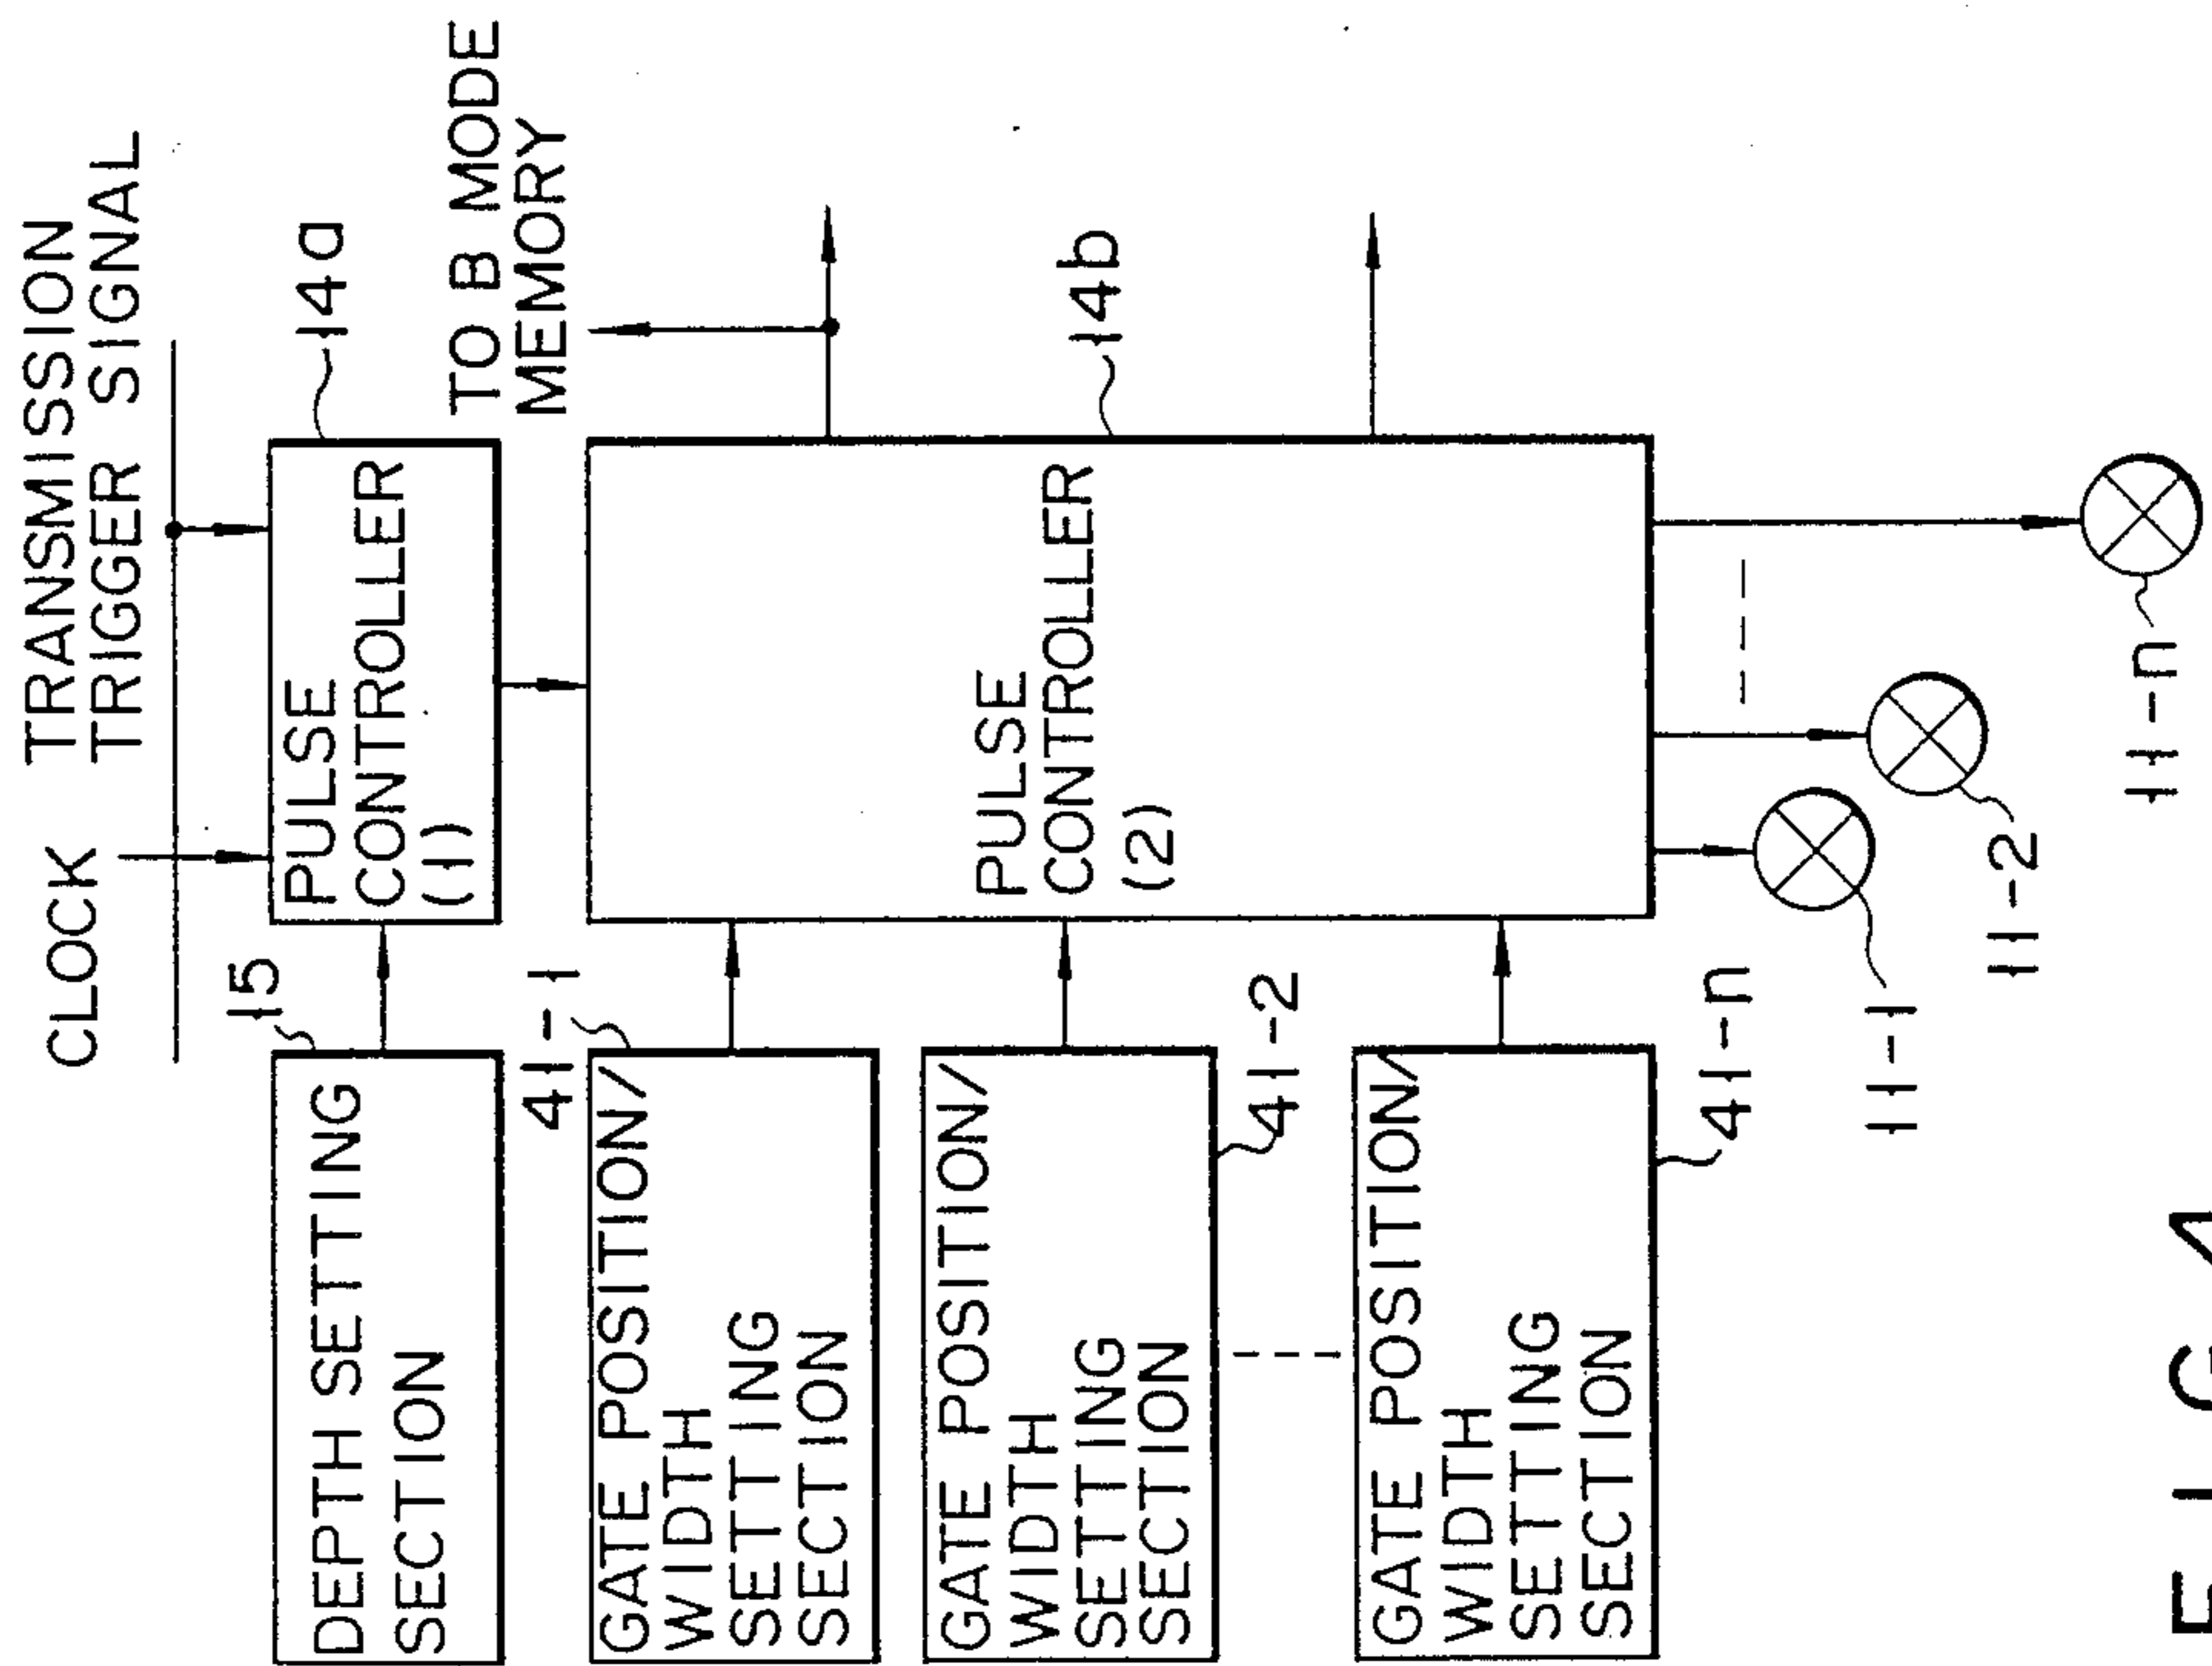 CLOCK
TRANSMISSION
TRIGGER SIGNAL
15
DEPTH SETTING
SECTION
PULSE
CONTROLLER
(1)
14a
TO B MODE
MEMORY
41-1
GATE POSITION/
WIDTH
SETTING
SECTION
GATE POSITION/
WIDTH
SETTING
SECTION
41-2
PULSE
CONTROLLER
(2)
14b
GATE POSITION/
WIDTH
SETTING
SECTION
41-n
11-1
11-2
11-n
FIG. 4